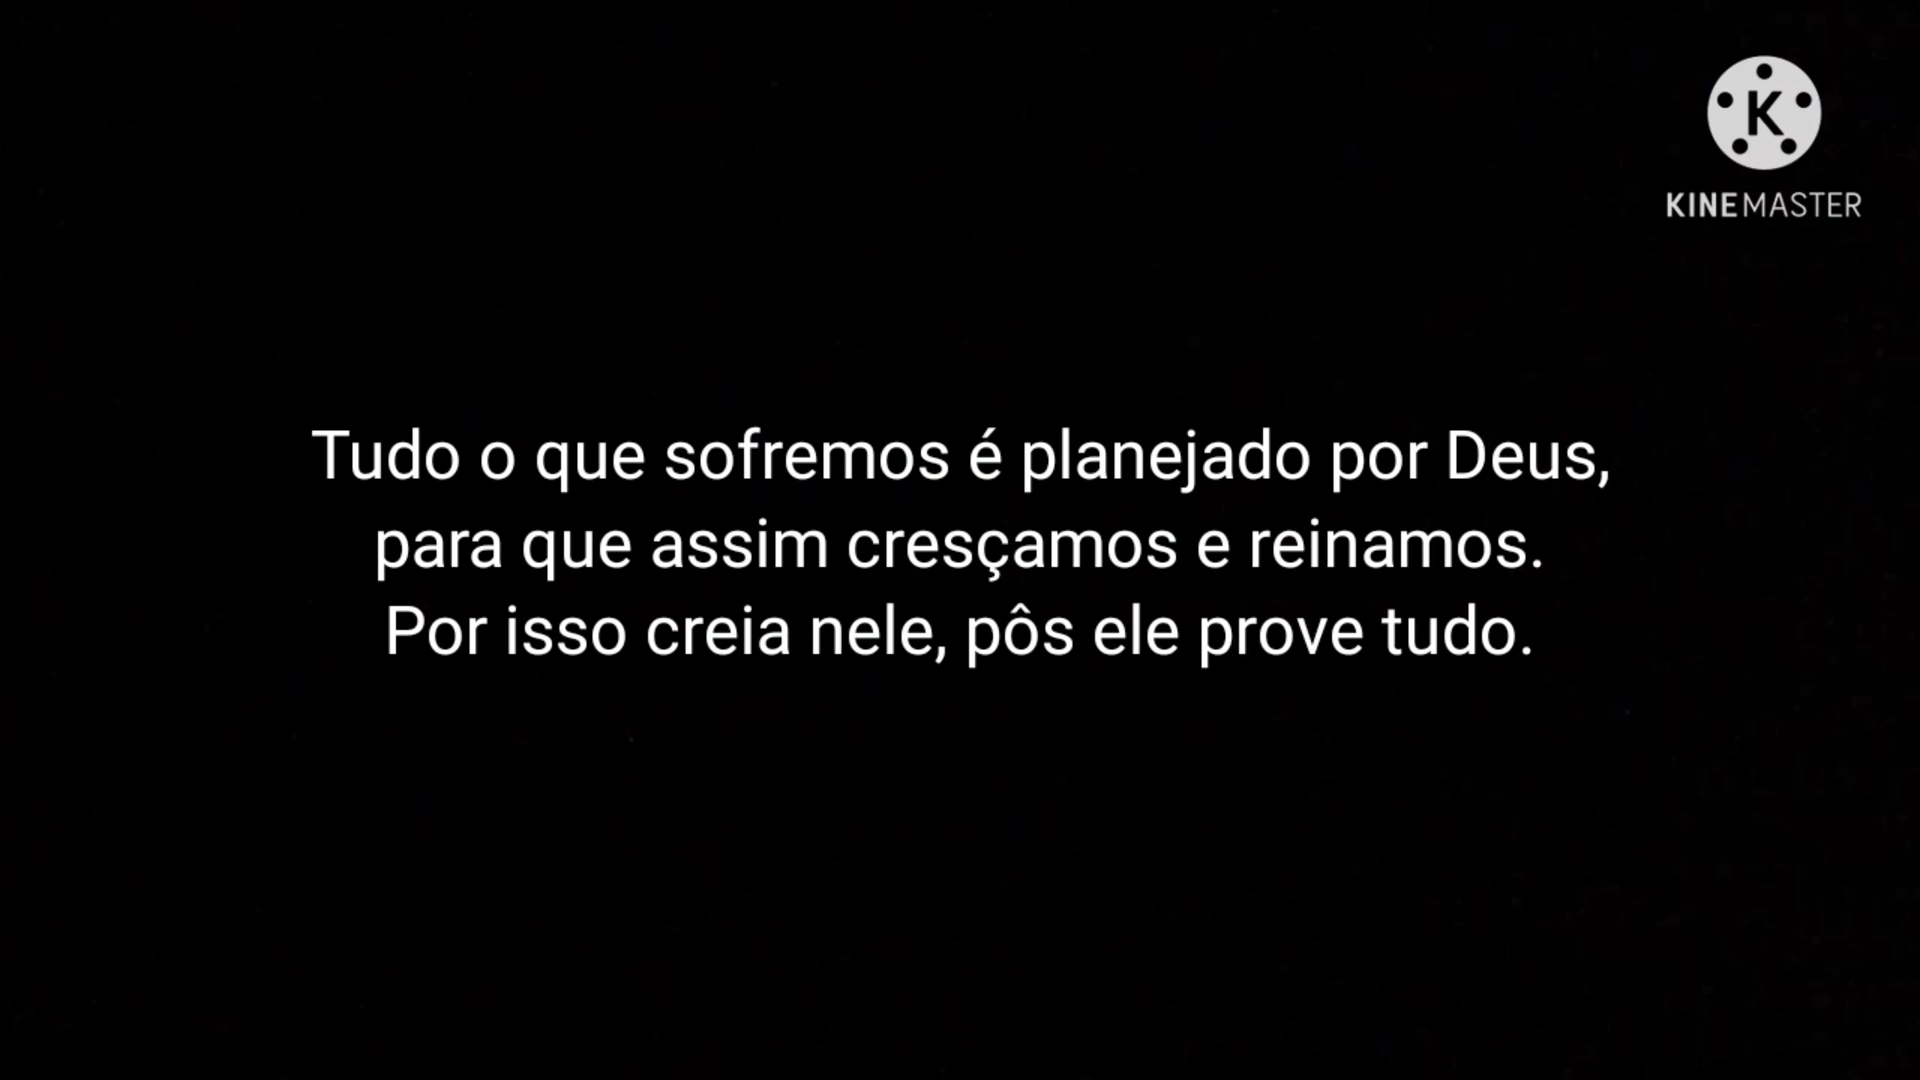 K
KINEMASTER
Tudo o que sofremos é planejado por Deus,
para que assim cresçamos e reinamos.
Por isso creia nele, pôs ele prove tudo.